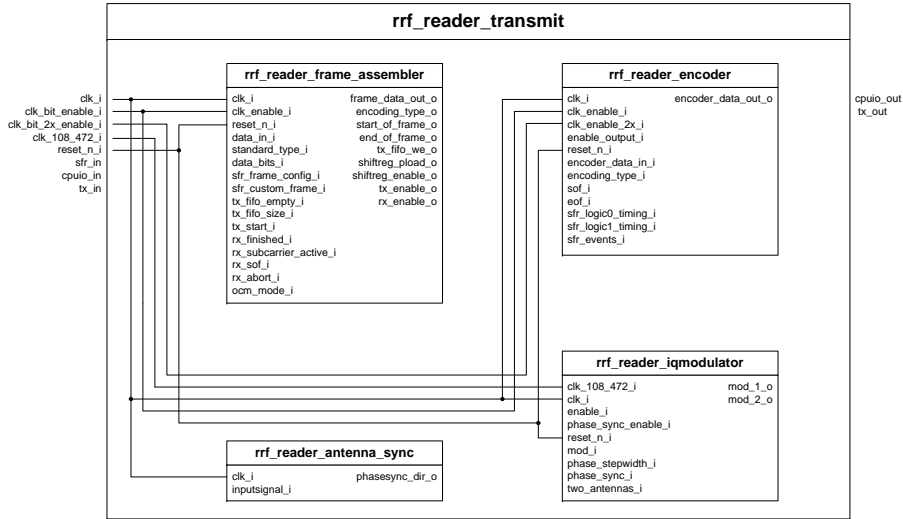 rrf_reader_transmit
clk_i
clk_bit_enable_i
clk_bit_2x_enable_i
clk_108_472_i
reset_n_i
sfr_in
cpuio_in
tx_in
rrf_reader_frame_assembler
clk_i
clk_enable_i
reset_n_i
data_in_i
standard_type_i
data_bits_i
sfr_frame_config_i
sfr_custom_frame_i
tx_fifo_empty_i
tx_fifo_size_i
tx_start_i
rx_finished_i
rx_subcarrier_active_i
rx_sof_i
rx_abort_i
ocm_mode_i
frame_data_out_o
encoding_type_o
start_of_frame_o
end_of_frame_o
tx_fifo_we_o
shiftreg_pload_o
shiftreg_enable_o
tx_enable_o
rx_enable_o
rrf_reader_encoder
clk_i
clk_enable_i
clk_enable_2x_i
enable_output_i
reset_n_i
encoder_data_in_i
encoding_type_i
sof_i
eof_i
sfr_logic0_timing_i
sfr_logic1_timing_i
sfr_events_i
encoder_data_out_o
cpuio_out
tx_out
rrf_reader_antenna_sync
clk_i
inputsignal_i
phasesync_dir_o
rrf_reader_iqmodulator
clk_108_472_i
clk_i
enable_i
phase_sync_enable_i
reset_n_i
mod_i
phase_stepwidth_i
phase_sync_i
two_antennas_i
mod_1_o
mod_2_o